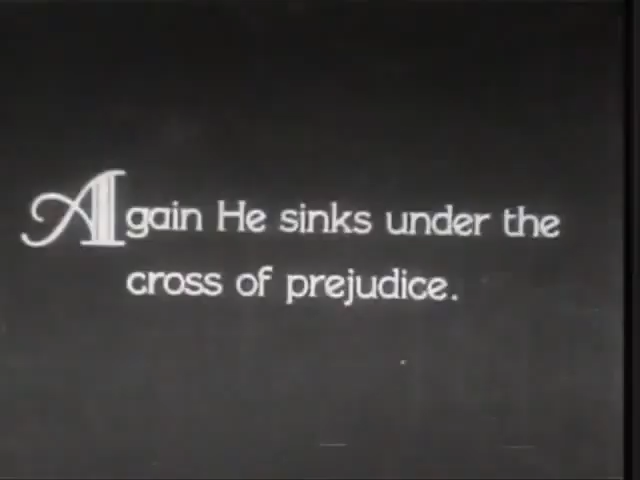 Again He sinks under the
cross of prejudice.